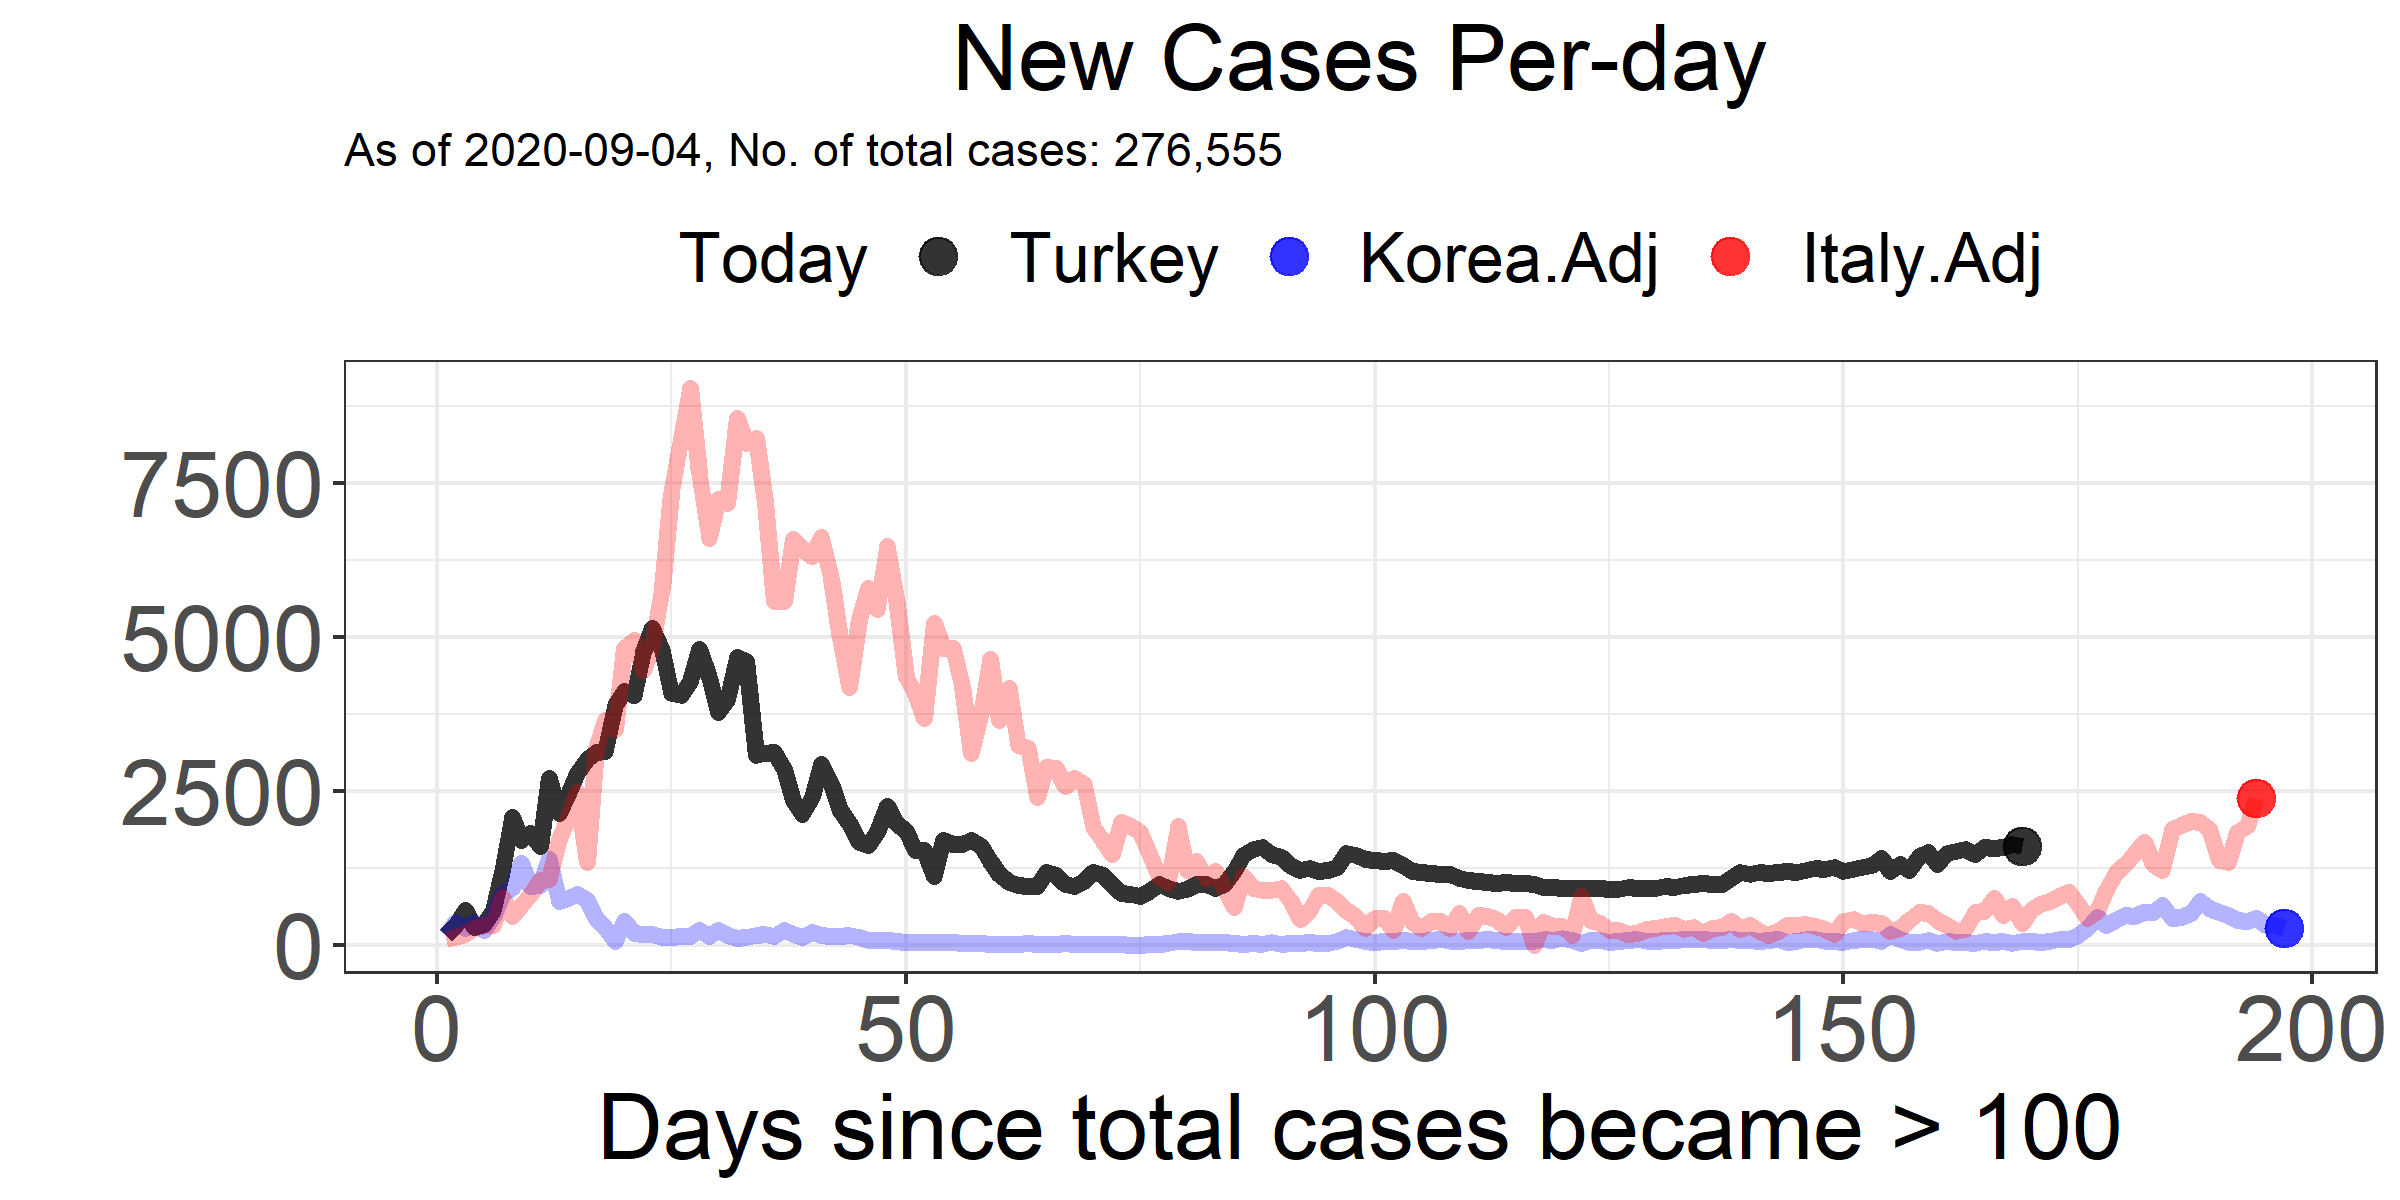 New Cases Per-day
As of 2020-09-04, No. of total cases: 276,555
Today Turkey Korea.Adj Italy.Adj
7500
5000
2500
0
0 50 100 150 200
Days since total cases became > 100